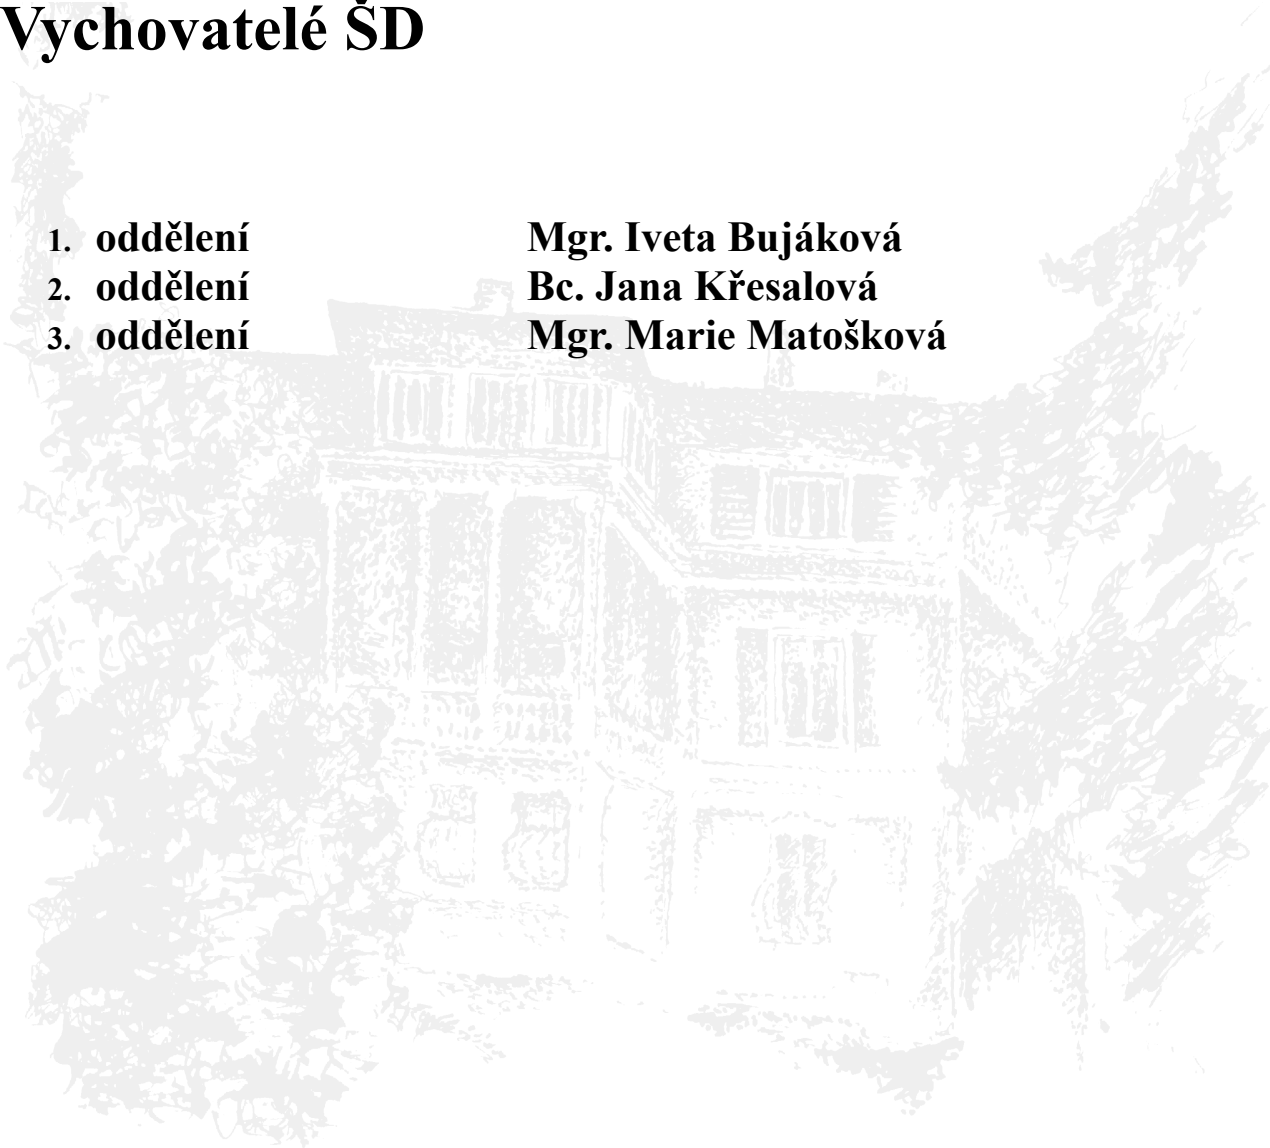 Vychovatelé ŠD
1. oddělení Mgr. Iveta Bujáková
2. oddělení Bc. Jana Křesalová
3. oddělení Mgr. Marie Matošková